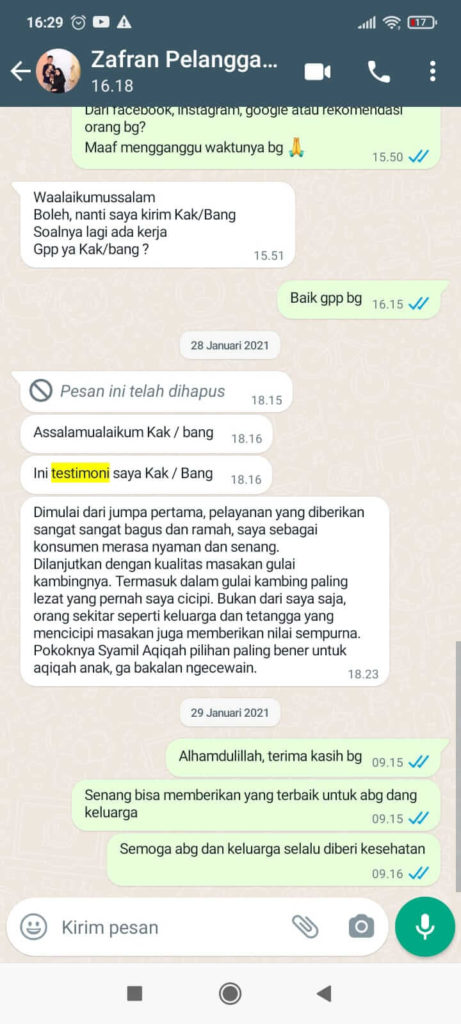 16:29
17
Zafran Pelangga...
16.18
Dari facebook, instagram, google atau rekomendasi
orang bg?
Maaf mengganggu waktunya bg 🙏
15.50
Waalaikumussalam
Boleh, nanti saya kirim Kak/Bang
Soalnya lagi ada kerja
Gpp ya Kak/bang ?
15.51
Baik gpp bg 16.15
28 Januari 2021
Pesan ini telah dihapus 18.15
Assalamualaikum Kak / bang 18.16
Ini testimoni saya Kak / Bang 18.16
Dimulai dari jumpa pertama, pelayanan yang diberikan
sangat sangat bagus dan ramah, saya sebagai
konsumen merasa nyaman dan senang.
Dilanjutkan dengan kualitas masakan gulai
kambingnya. Termasuk dalam gulai kambing paling
lezat yang pernah saya cicipi. Bukan dari saya saja,
orang sekitar seperti keluarga dan tetangga yang
mencicipi masakan juga memberikan nilai sempurna.
Pokoknya Syamil Aqiqah pilihan paling bener untuk
aqiqah anak, ga bakalan ngecewain.
18.23
29 Januari 2021
Alhamdulillah, terima kasih bg 09.15
Senang bisa memberikan yang terbaik untuk abg dang
keluarga
09.15
Semoga abg dan keluarga selalu diberi kesehatan
09.16
Kirim pesan